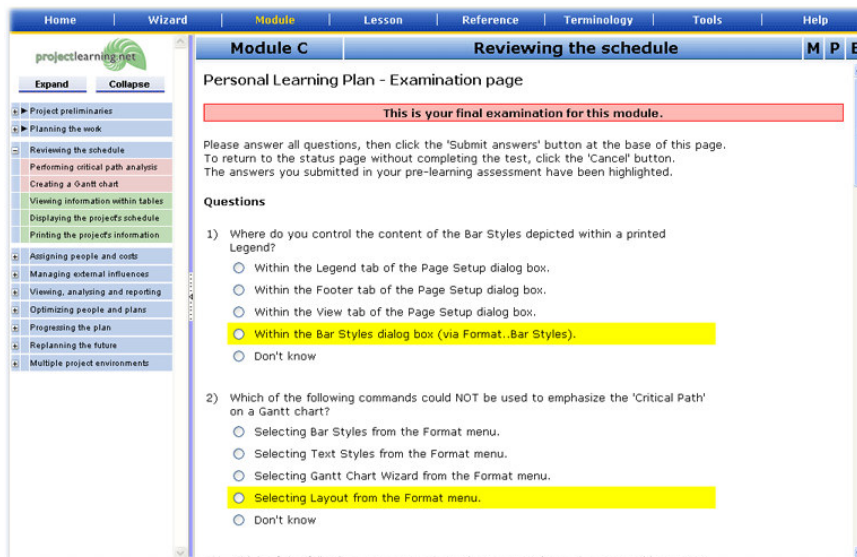 Home Wizard Module Lesson Reference Terminology Tools Help
projectlearning.net
Expand Collapse
Project preliminaries
Planning the work
Reviewing the schedule
Performing critical path analysis
Creating a Gantt chart
Viewing information within tables
Displaying the project's schedule
Printing the project's information
Assigning people and costs
Managing external influences
Viewing, analysing and reporting
Optimizing people and plans
Progressing the plan
Replanning the future
Multiple project environments
Module C Reviewing the schedule M P E
Personal Learning Plan - Examination page
This is your final examination for this module.
Please answer all questions, then click the 'Submit answers' button at the base of this page.
To return to the status page without completing the test, click the 'Cancel' button.
The answers you submitted in your pre-learning assessment have been highlighted.
Questions
1) Where do you control the content of the Bar Styles depicted within a printed
Legend?
Within the Legend tab of the Page Setup dialog box.
Within the Footer tab of the Page Setup dialog box.
Within the View tab of the Page Setup dialog box.
Within the Bar Styles dialog box (via Format..Bar Styles).
Don't know
2) Which of the following commands could NOT be used to emphasize the 'Critical Path'
on a Gantt chart?
Selecting Bar Styles from the Format menu.
Selecting Text Styles from the Format menu.
Selecting Gantt Chart Wizard from the Format menu.
Selecting Layout from the Format menu.
Don't know